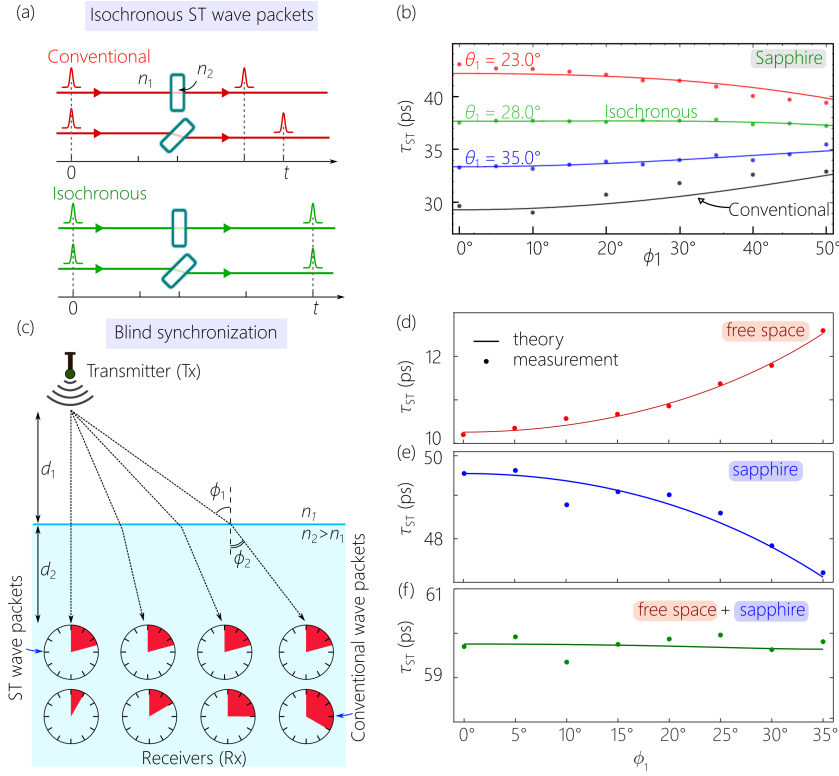 (a)
Isochronous ST wave packets
Conventional
n1
n2
0
t
Isochronous
0
t
(b)
θ1 = 23.0°
Sapphire
θ1 = 28.0°
Isochronous
θ1 = 35.0°
Conventional
τST (ps)
42
39
36
33
30
0°
10°
20°
30°
40°
50°
ϕ1
(c)
Blind synchronization
Transmitter (Tx)
d1
ϕ1
n1
n2>n1
d2
ϕ2
ST wave packets
Conventional wave packets
Receivers (Rx)
(d)
theory
measurement
free space
τST (ps)
12
10
(e)
sapphire
τST (ps)
50
48
(f)
free space + sapphire
τST (ps)
61
59
0°
5°
10°
15°
20°
25°
30°
35°
ϕ1